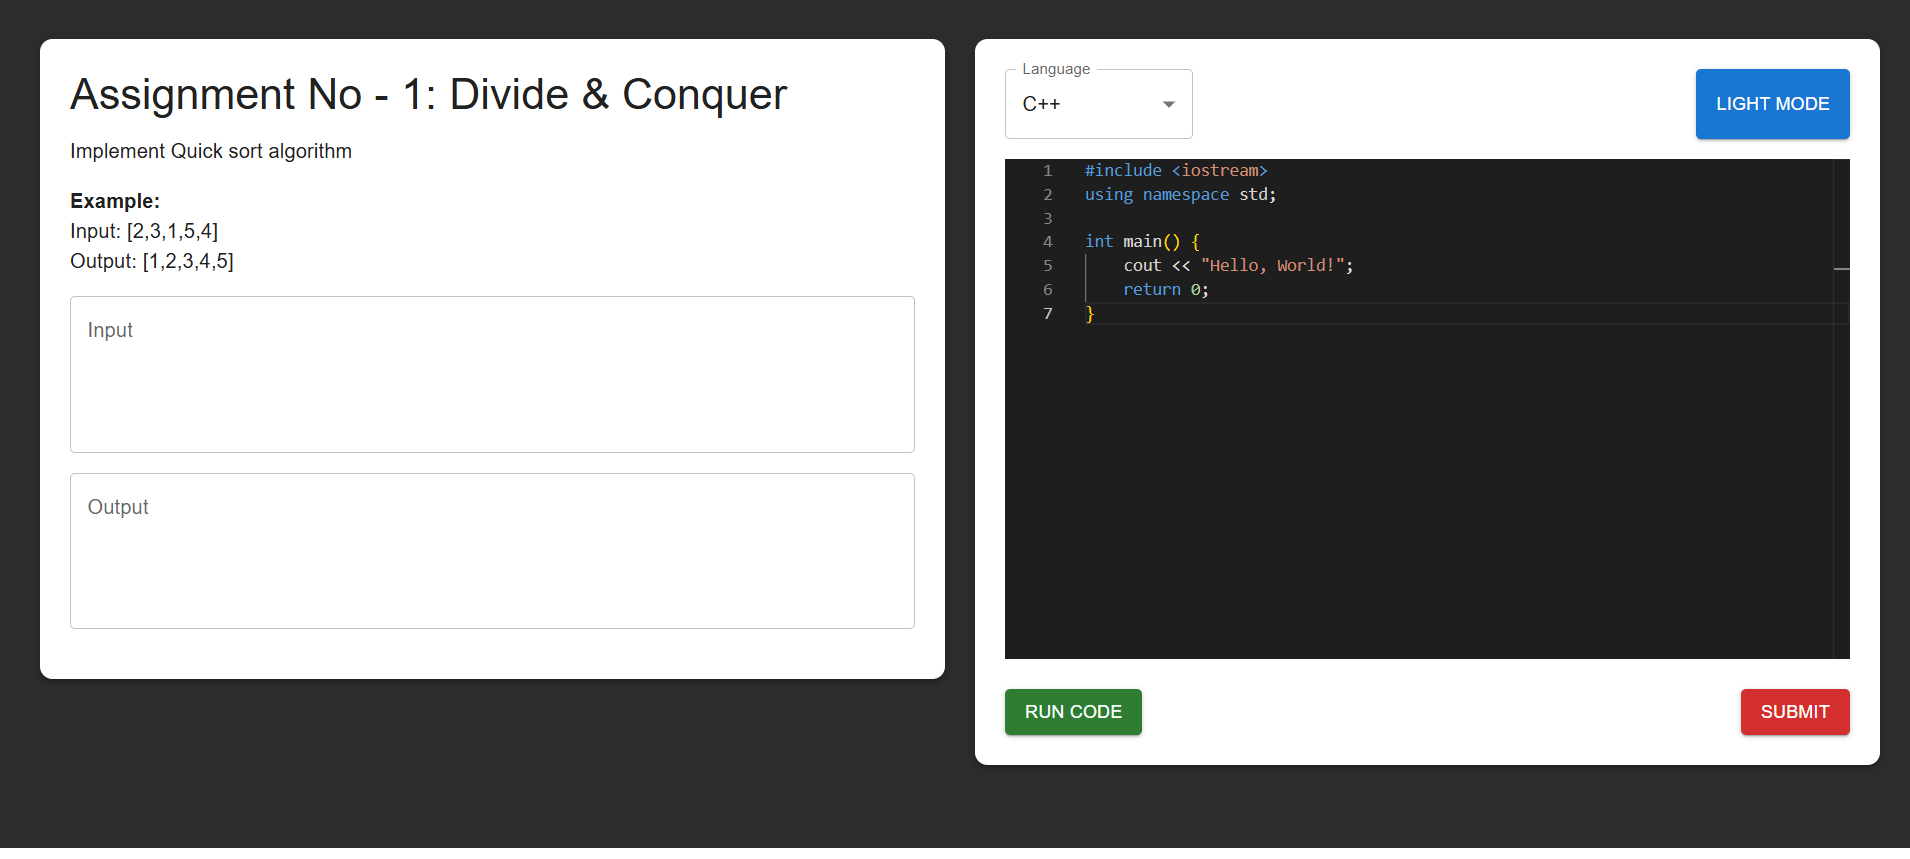 Assignment No - 1: Divide & Conquer
Implement Quick sort algorithm
Example:
Input: [2,3,1,5,4]
Output: [1,2,3,4,5]
Input
Output
Language
C++
LIGHT MODE
1 #include <iostream>
2 using namespace std;
3
4 int main() {
5     cout << "Hello, World!";
6     return 0;
7 }
RUN CODE
SUBMIT